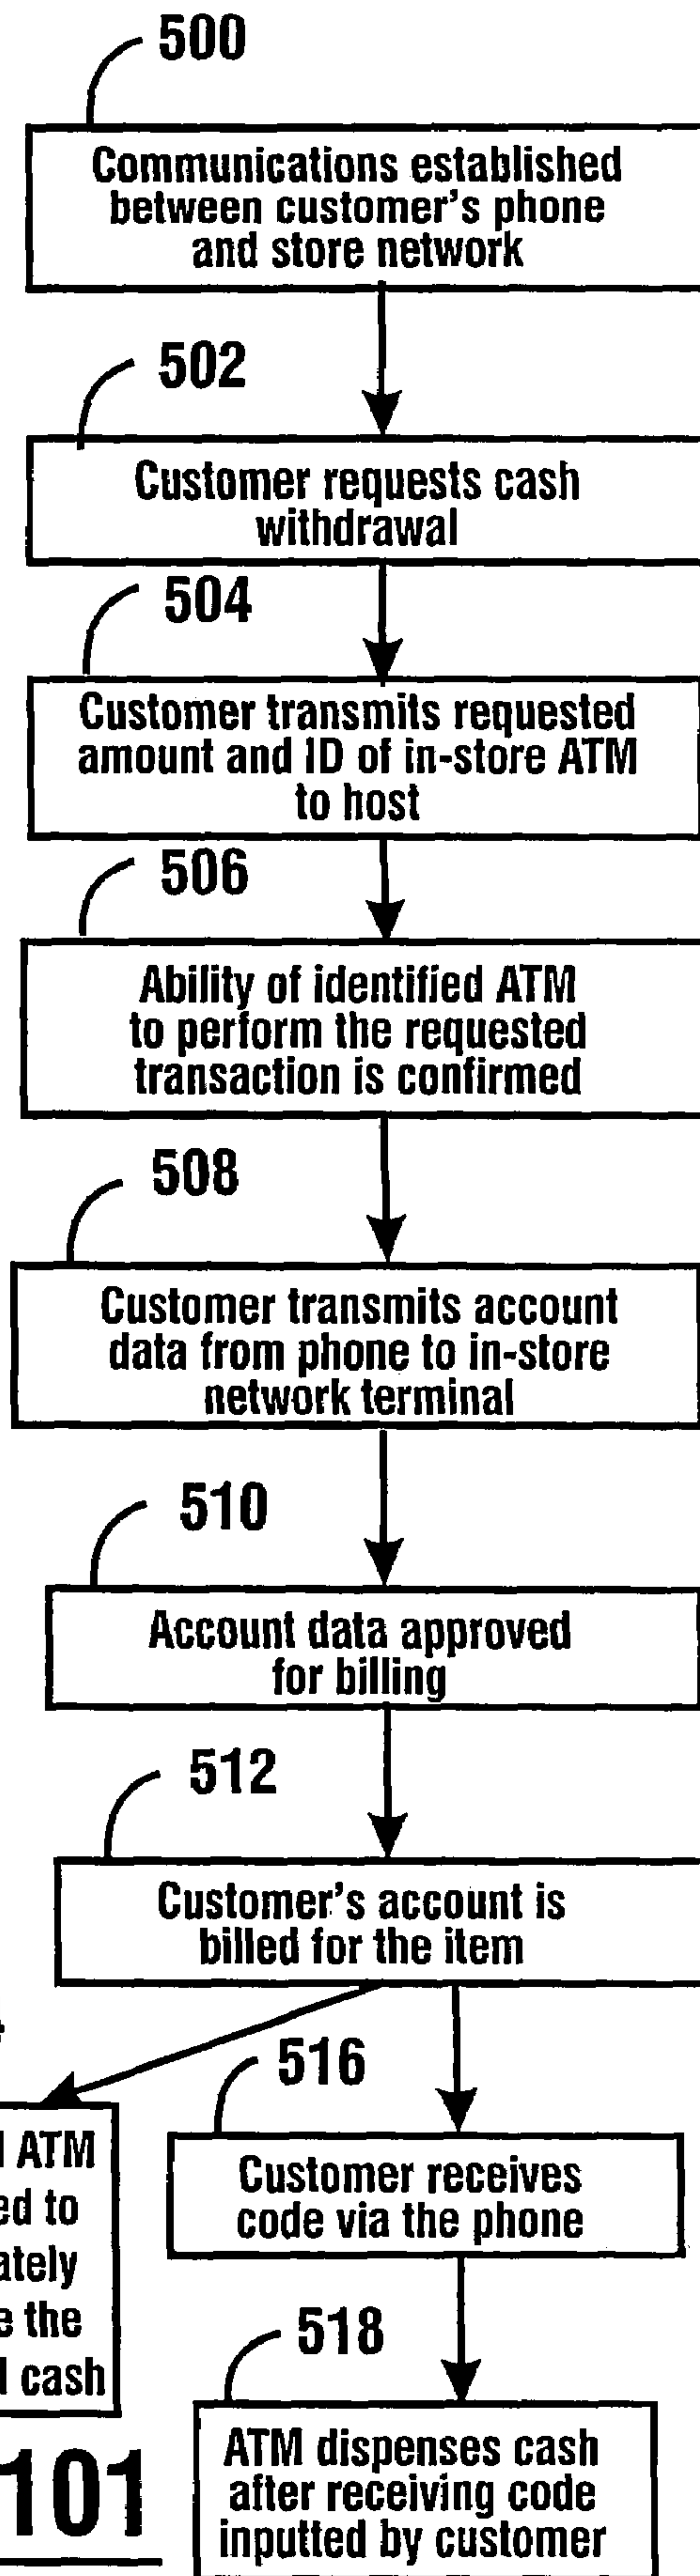 500
Communications established
between customer's phone
and store network
502
Customer requests cash
withdrawal
504
Customer transmits requested
amount and ID of in-store ATM
to host
506
Ability of identified ATM
to perform the requested
transaction is confirmed
508
Customer transmits account
data from phone to in-store
network terminal
510
Account data approved
for billing
512
Customer's account is
billed for the item
516
Customer receives
code via the phone
ATM
to
the
cash
518
ATM dispenses cash
after receiving code
inputted by customer
101